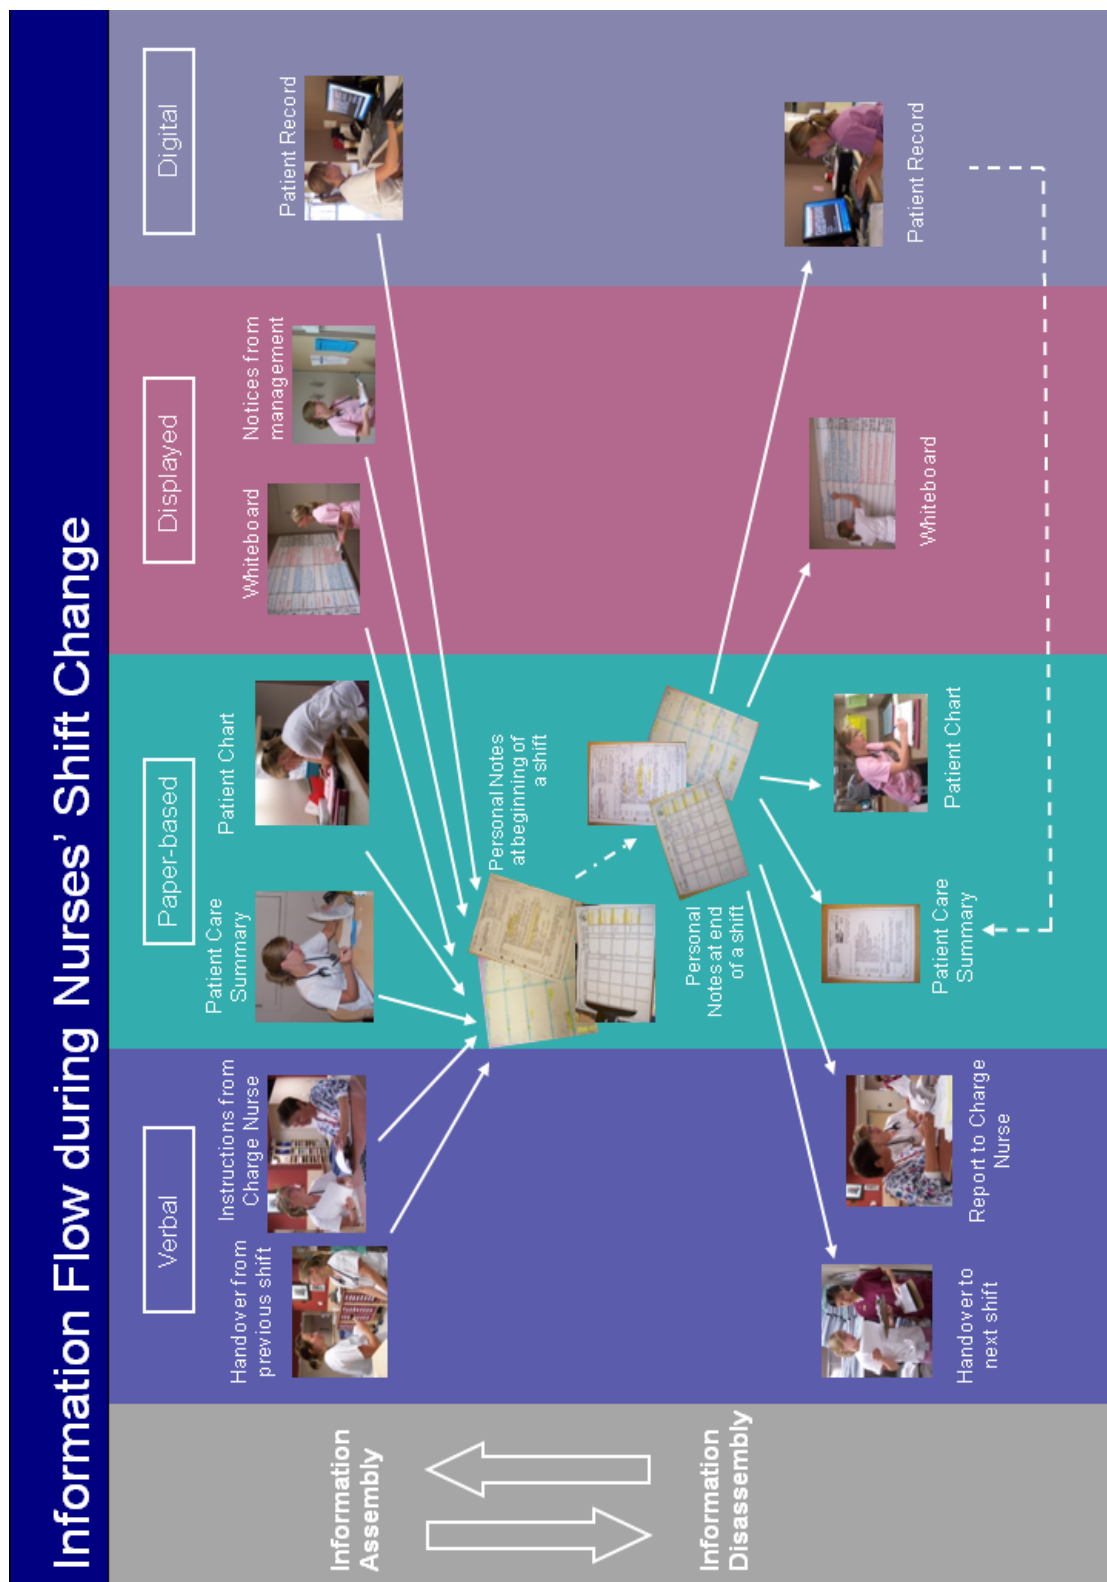 Information Flow during Nurses' Shift Change
Verbal
Paper-based
Displayed
Digital
Handover from
previous shift
Instructions from
Charge Nurse
Patient Care
Summary
Patient Chart
Whiteboard
Notices from
management
Patient Record
Information
Assembly
Personal Notes
at beginning of
a shift
Personal
Notes at end
of a shift
Information
Disassembly
Handover to
next shift
Report to Charge
Nurse
Patient Care
Summary
Patient Chart
Whiteboard
Patient Record